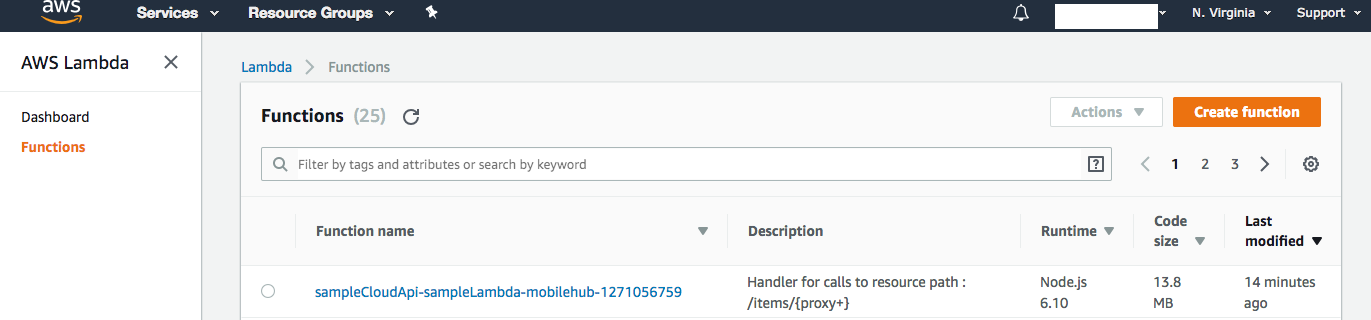 aws Services Resource Groups N. Virginia Support
AWS Lambda
Lambda > Functions
Dashboard
Functions
Functions (25)
Actions Create function
Filter by tags and attributes or search by keyword ?
1 2 3
Function name Description Runtime Code size Last modified
sampleCloudApi-sampleLambda-mobilehub-1271056759
Handler for calls to resource path :
/items/{proxy+}
Node.js
6.10
13.8
MB
14 minutes
ago